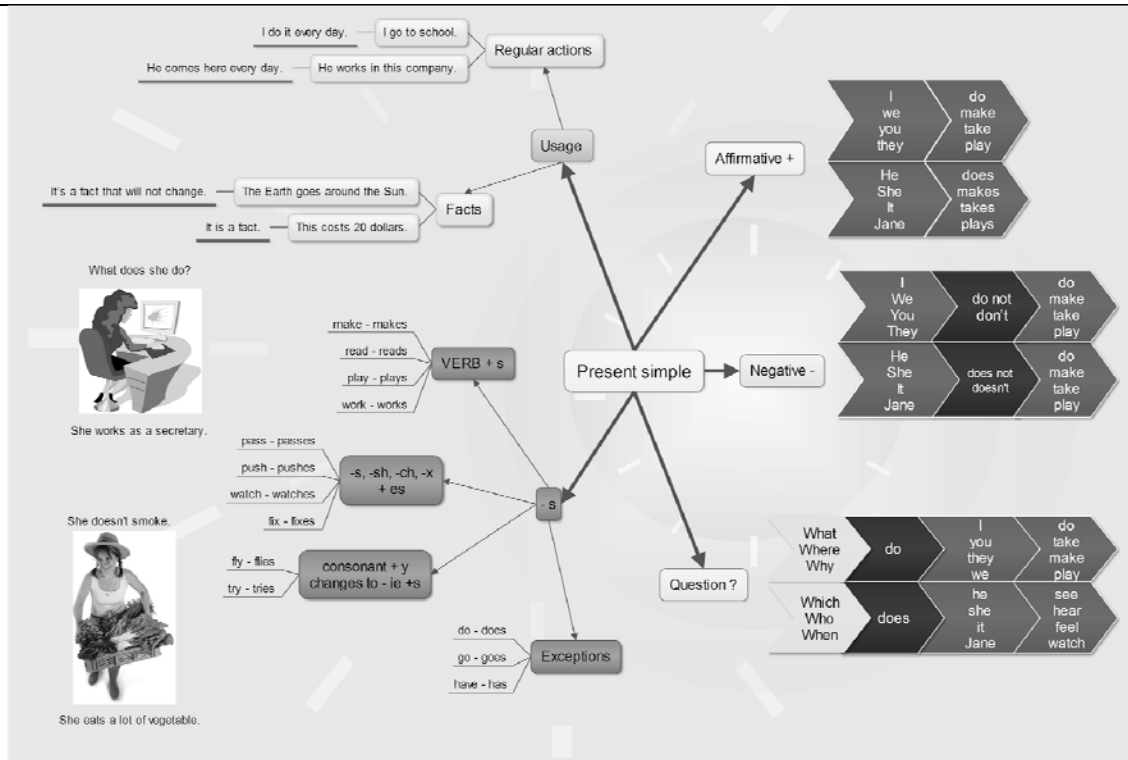 I do it every day.
I go to school.
Regular actions
He comes here every day.
He works in this company.
Usage
It's a fact that will not change.
The Earth goes around the Sun.
Facts
It is a fact.
This costs 20 dollars.
Affirmative +
I
we
you
they
do
make
take
play
He
She
It
Jane
does
makes
takes
plays
What does she do?
She works as a secretary.
make - makes
read - reads
play - plays
work - works
VERB + s
Present simple
Negative -
I
We
You
They
do not
don't
do
make
take
play
He
She
It
Jane
does not
doesn't
do
make
take
play
pass - passes
push - pushes
watch - watches
fix - fixes
-s, -sh, -ch, -x
+ es
- s
She doesn't smoke.
She eats a lot of vegetable.
fly - flies
try - tries
consonant + y
changes to - ie +s
do - does
go - goes
have - has
Exceptions
Question ?
What
Where
Why
do
I
you
they
we
do
take
make
play
Which
Who
When
does
he
she
it
Jane
see
hear
feel
watch